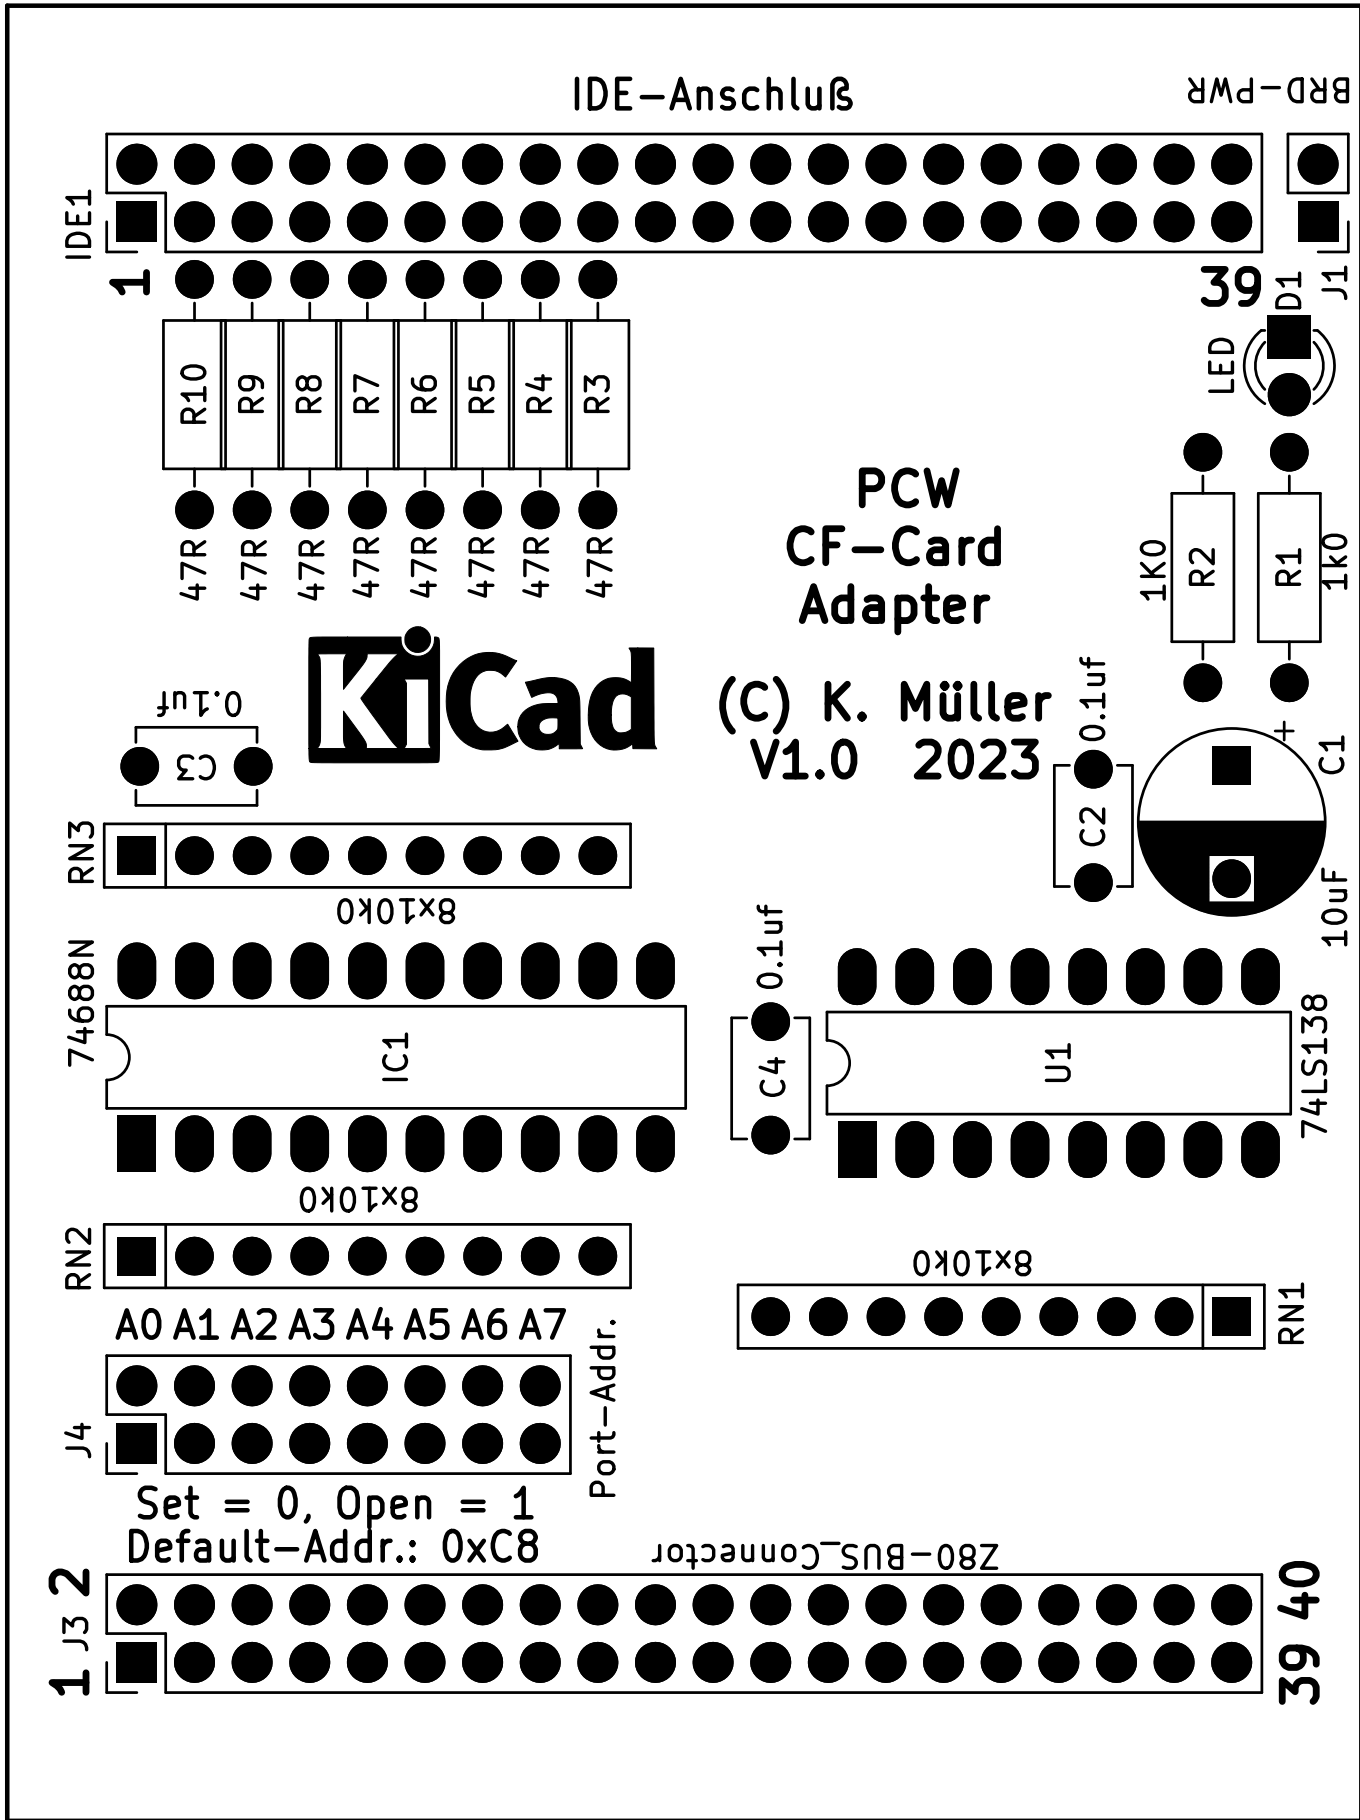 IDE-Anschluß
BRD-PWR
IDE1
1
39
D1
J1
LED
R10
R9
R8
R7
R6
R5
R4
R3
47R
47R
47R
47R
47R
47R
47R
47R
PCW
CF-Card
Adapter
1K0
R2
R1
1k0
KiCad
(C) K. Müller
V1.0 2023
0.1uf
C3
0.1uf
C2
+
C1
10uF
RN3
8x10k0
74688N
IC1
0.1uf
C4
U1
74LS138
8x10k0
RN2
8x10k0
RN1
A0 A1 A2 A3 A4 A5 A6 A7
Port-Addr.
J4
Set = 0, Open = 1
Default-Addr.: 0xC8
Z80-BUS_Connector
2
J3
1
40
39